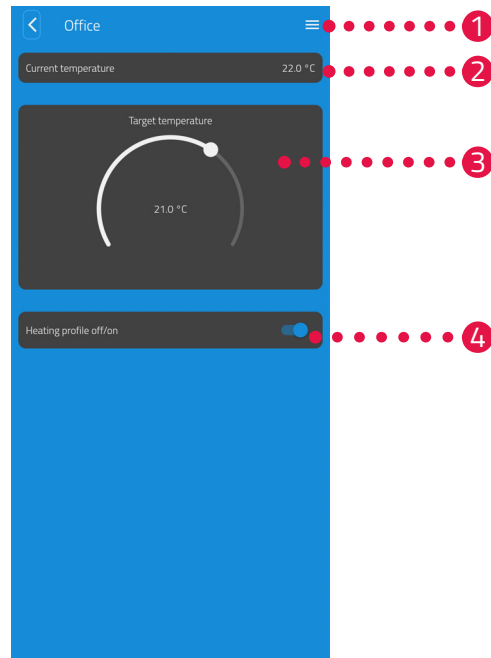 Office
1
Current temperature 22.0 °C
2
Target temperature
3
21.0 °C
Heating profile off/on
4